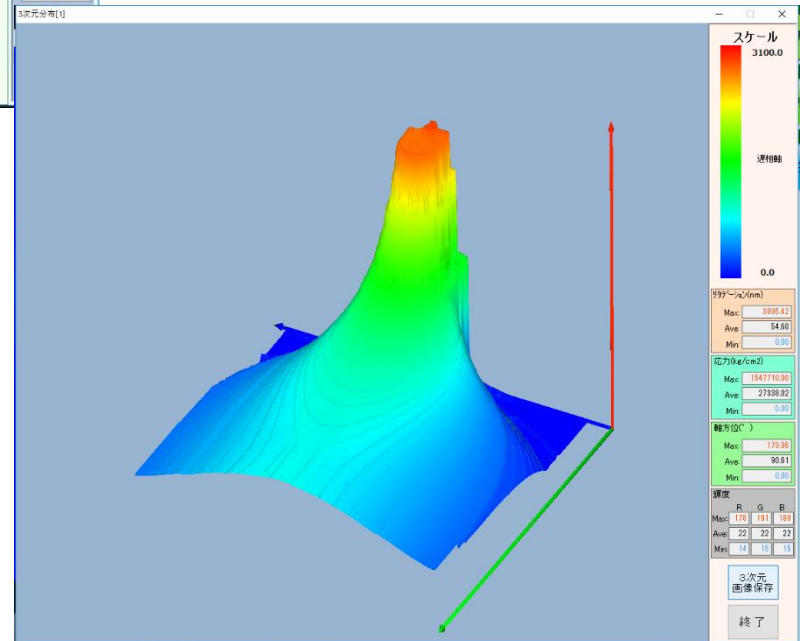 3次元分布[1]
スケール
3100.0
遅相軸
0.0
ﾘﾀﾃﾞｰｼｮﾝ(nm)
Max: 3095.42
Ave: 54.68
Min: 0.00
応力(kg/cm2)
Max: 1547710.00
Ave: 27338.02
Min: 0.00
軸方位(°)
Max: 179.96
Ave: 90.61
Min: 0.00
輝度
R G B
Max: 178 191 188
Ave: 22 22 22
Min: 14 15 15
3次元
画像保存
終了